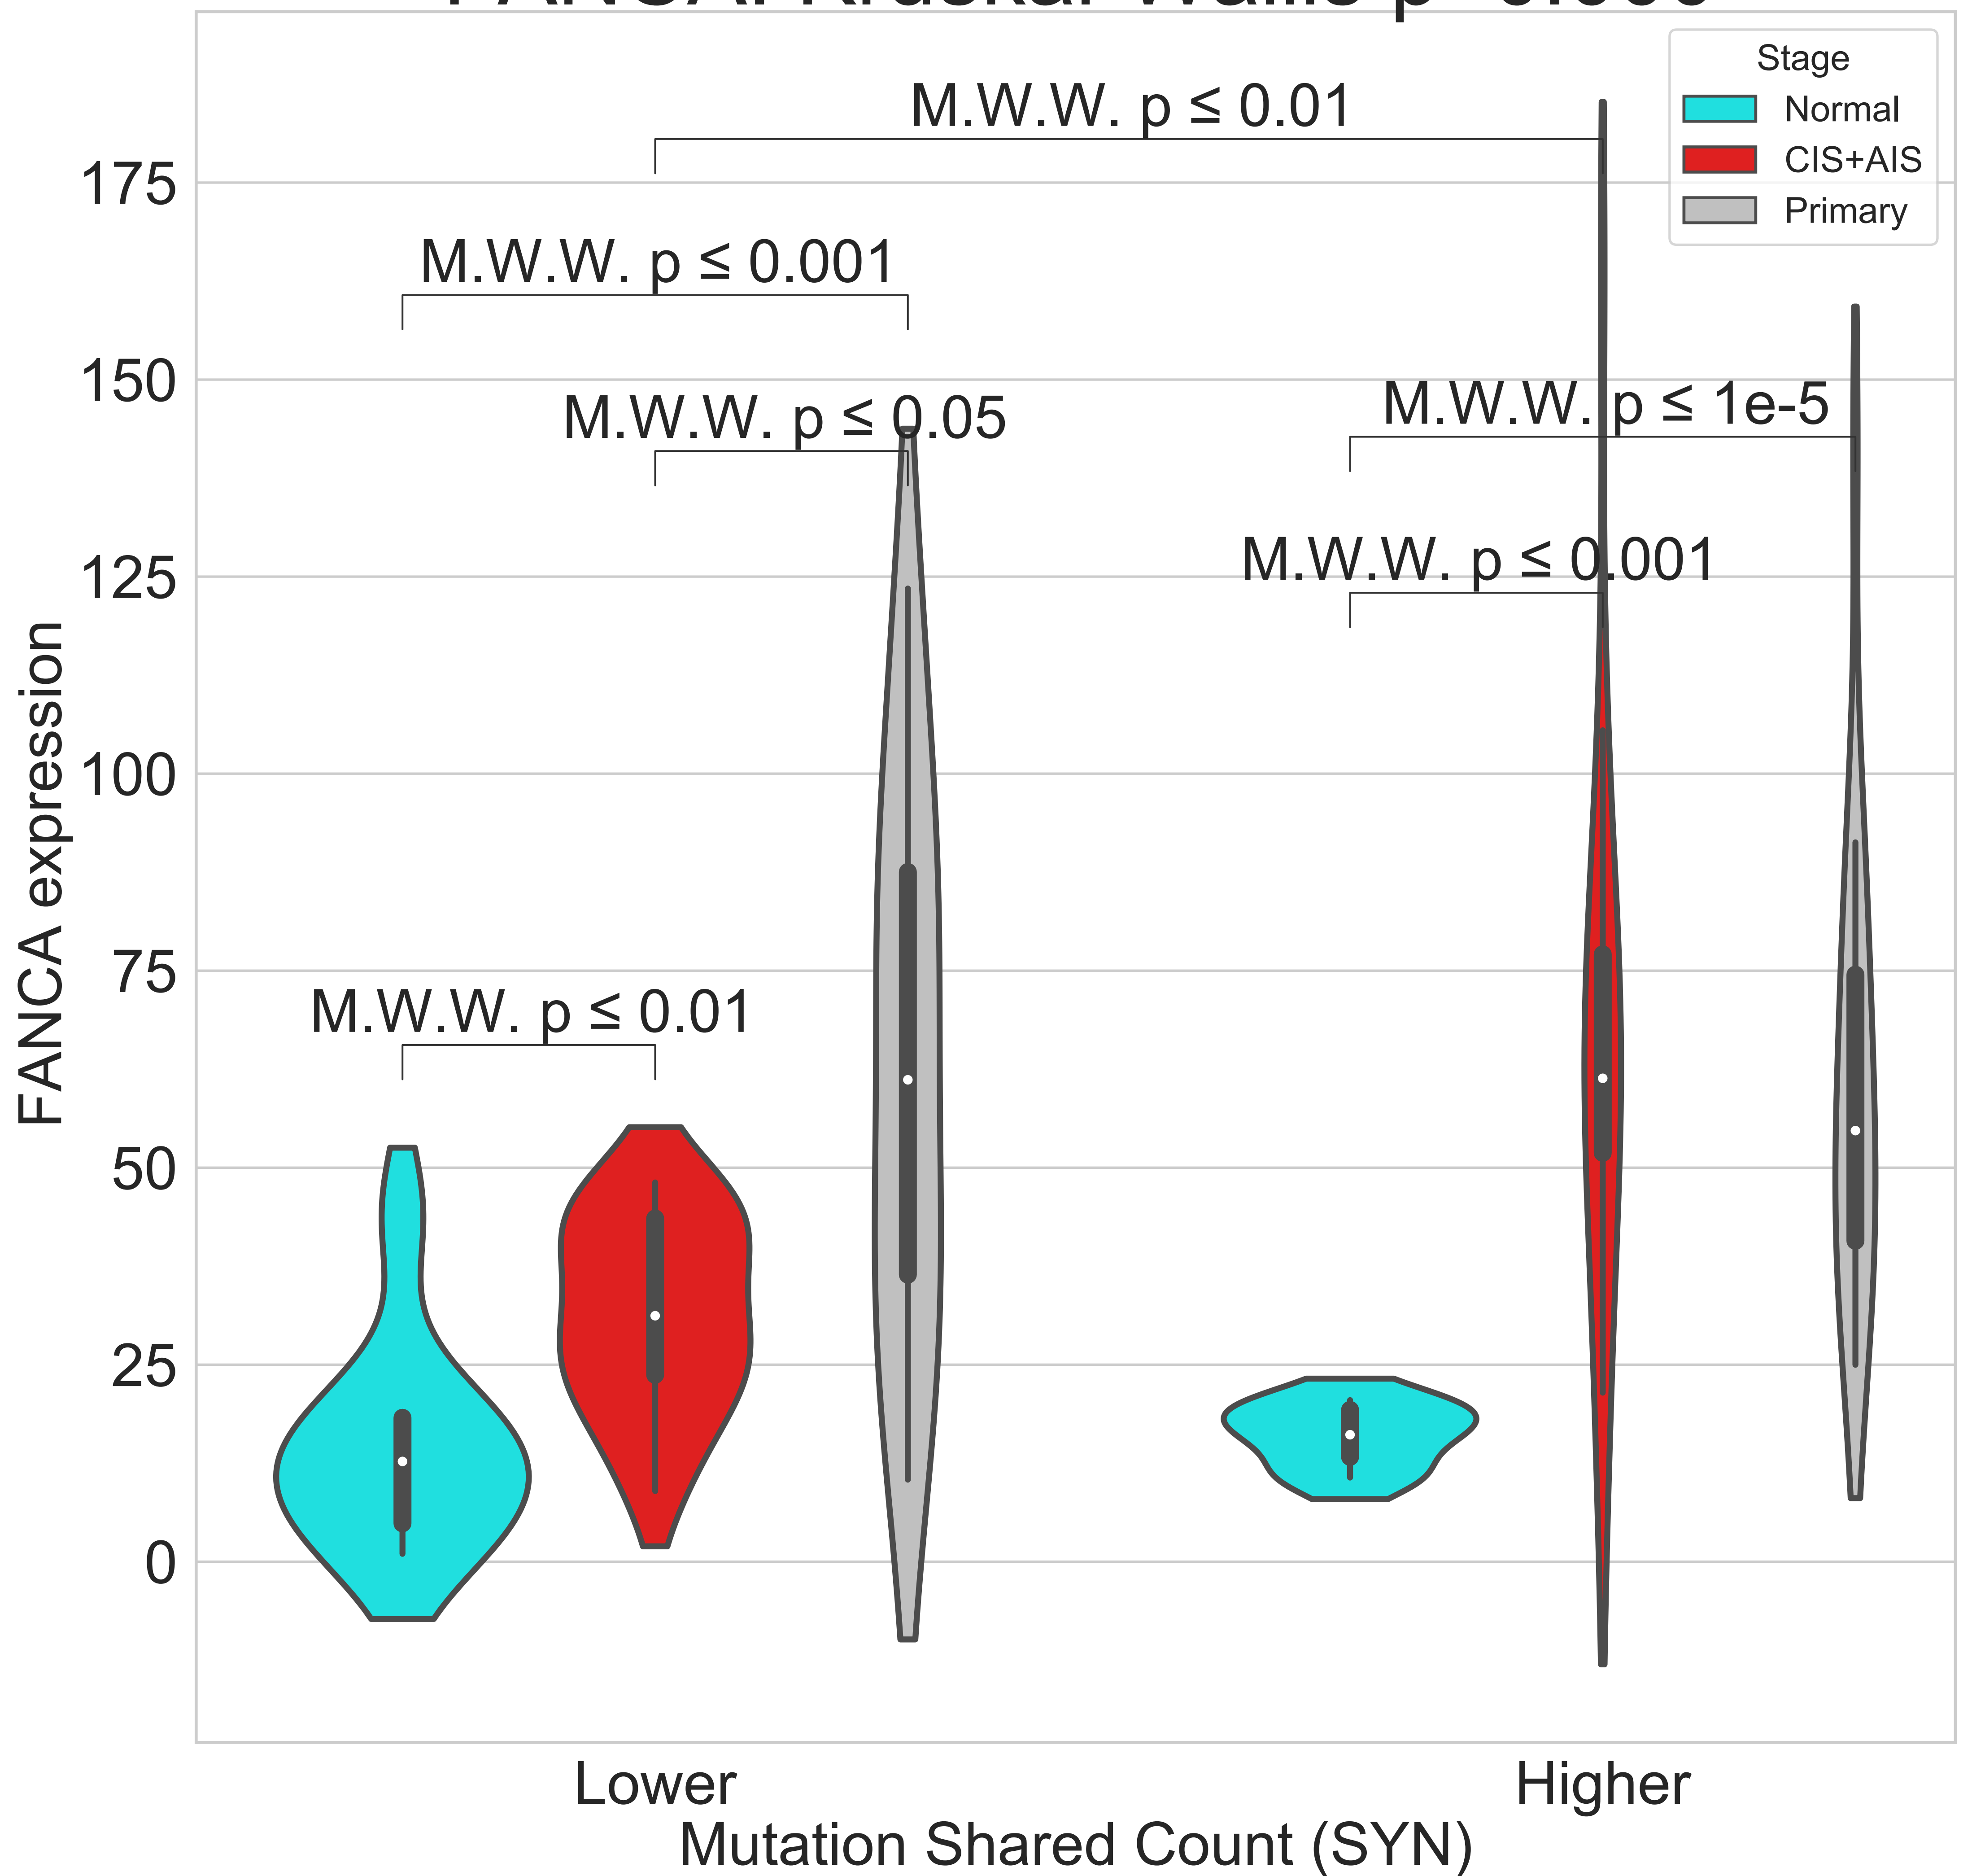 Stage
Normal
CIS+AIS
Primary
M.W.W. p ≤ 0.01
M.W.W. p ≤ 0.001
M.W.W. p ≤ 0.05
M.W.W. p ≤ 1e-5
M.W.W. p ≤ 0.001
M.W.W. p ≤ 0.01
175
150
125
100
75
50
25
0
FANCA expression
Lower
Higher
Mutation Shared Count (SYN)